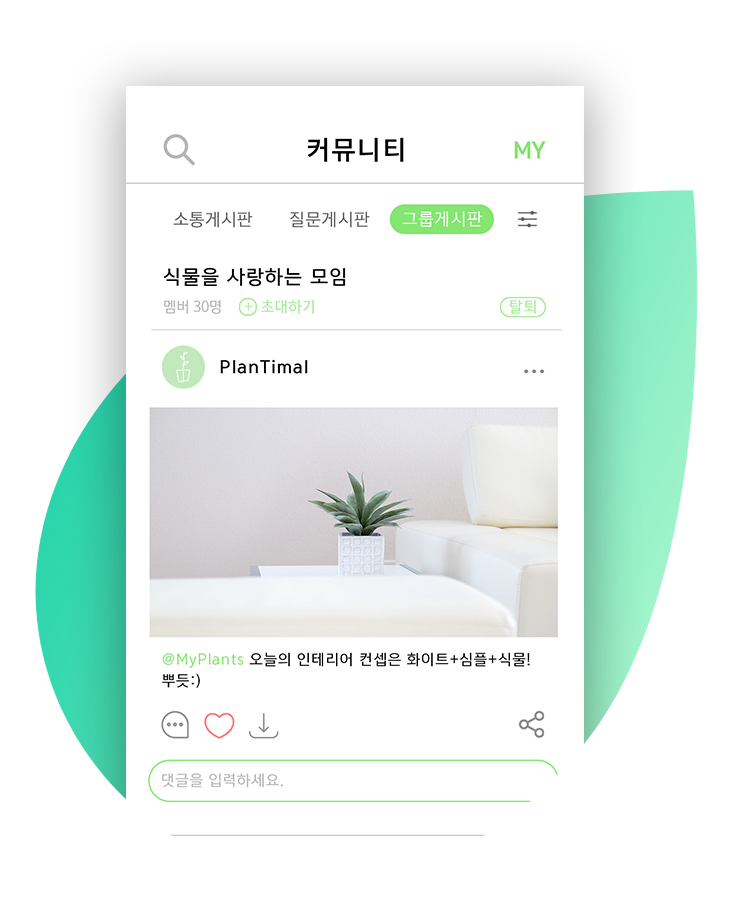 커뮤니티
MY
소통게시판 질문게시판 그룹게시판
식물을 사랑하는 모임
멤버 30명 초대하기 탈퇴
PlanTimal
@MyPlants 오늘의 인테리어 컨셉은 화이트+심플+식물!
뿌듯:)
댓글을 입력하세요.